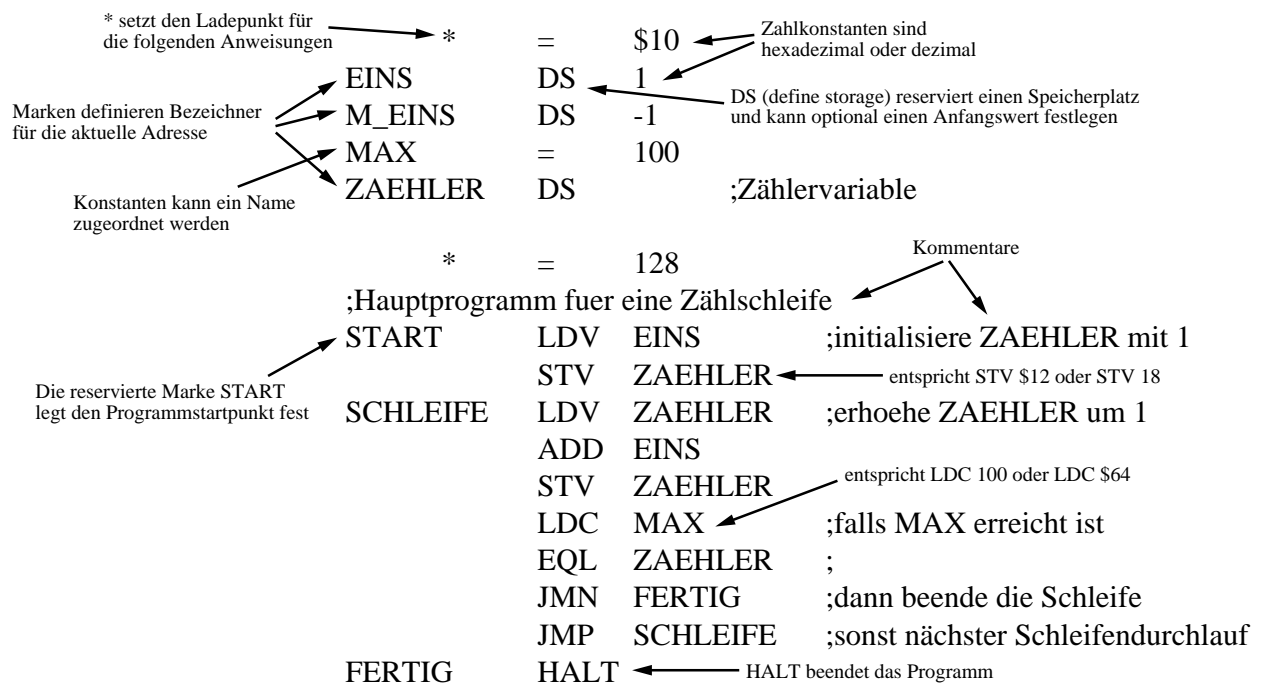 * setzt den Ladepunkt für
die folgenden Anweisungen
* = $10
Zahlkonstanten sind
hexadezimal oder dezimal
EINS DS 1
Marken definieren Bezeichner
für die aktuelle Adresse
DS (define storage) reserviert einen Speicherplatz
und kann optional einen Anfangswert festlegen
M_EINS DS -1
MAX = 100
Konstanten kann ein Name
zugeordnet werden
ZAEHLER DS ;Zählervariable
Kommentare
* = 128
;Hauptprogramm fuer eine Zählschleife
START LDV EINS ;initialisiere ZAEHLER mit 1
Die reservierte Marke START
legt den Programmstartpunkt fest
STV ZAEHLER entspricht STV $12 oder STV 18
SCHLEIFE LDV ZAEHLER ;erhoehe ZAEHLER um 1
ADD EINS
STV ZAEHLER
entspricht LDC 100 oder LDC $64
LDC MAX ;falls MAX erreicht ist
EQL ZAEHLER ;
JMN FERTIG ;dann beende die Schleife
JMP SCHLEIFE ;sonst nächster Schleifendurchlauf
FERTIG HALT HALT beendet das Programm